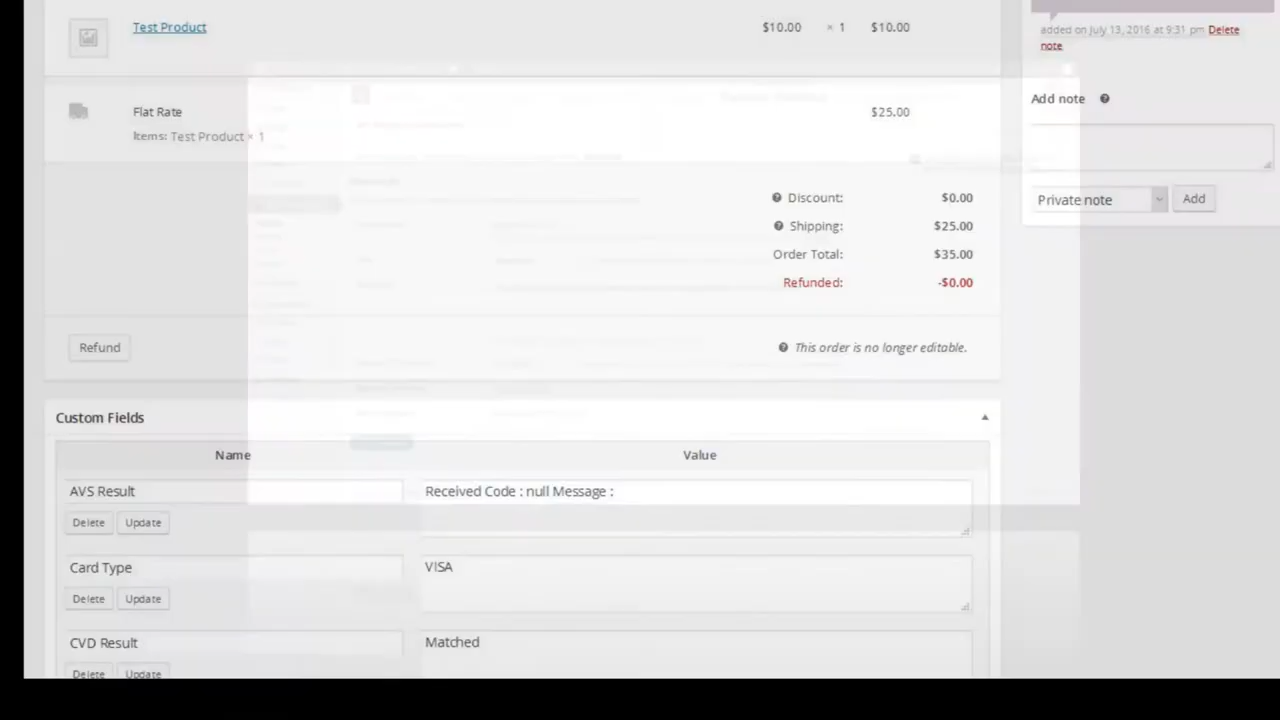 Test Product $10.00 × 1 $10.00
added on July 13, 2016 at 9:31 pm Delete
note
Flat Rate $25.00
Items: Test Product × 1
Add note
Private note Add
Discount: $0.00
Shipping: $25.00
Order Total: $35.00
Refunded: -$0.00
Refund This order is no longer editable.
Custom Fields
Name Value
AVS Result Received Code : null Message :
Delete Update
Card Type VISA
Delete Update
CVD Result Matched
Delete Update